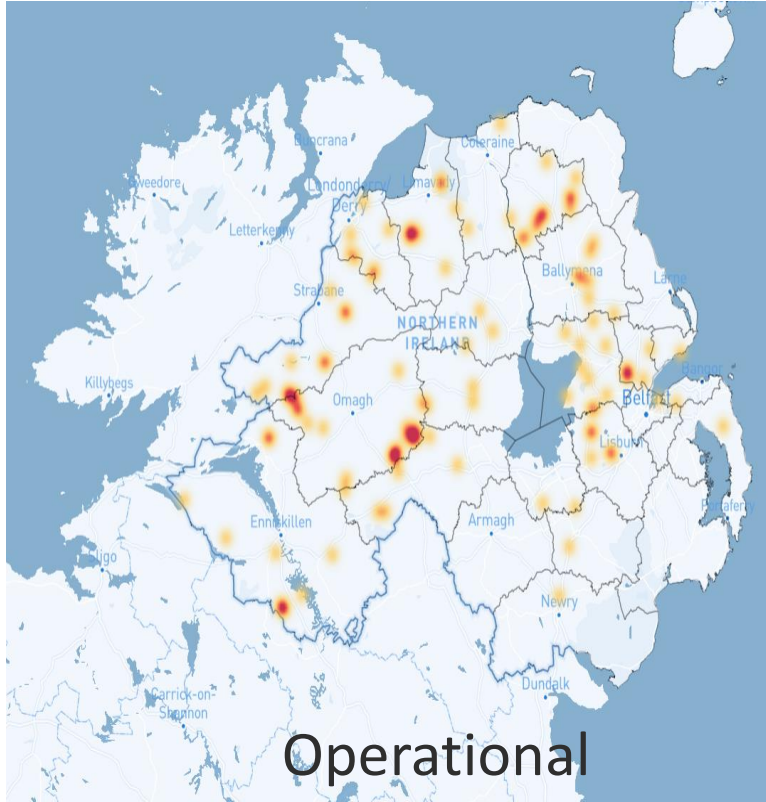 Buncrana
Coleraine
Gweedore
Londonderry/
Derry
Limavady
Letterkenny
Ballymena
Larne
Strabane
NORTHERN
IRELAND
Killybegs
Bangor
Omagh
Belfast
Lisburn
Portaferry
Enniskillen
Armagh
Sligo
Newry
Dundalk
Carrick-on-
Shannon
Operational